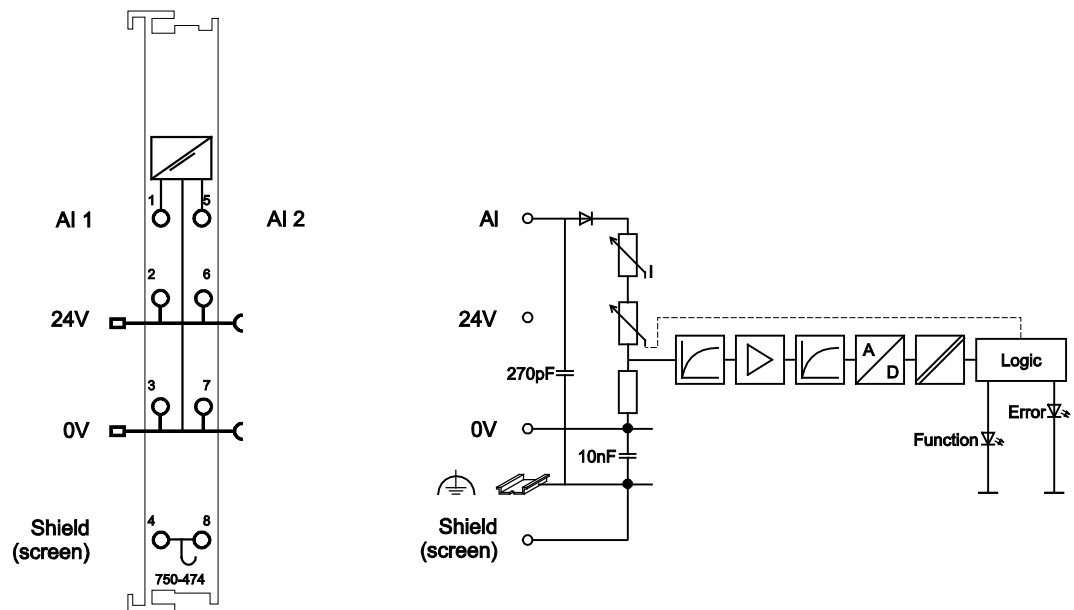 1
5
AI 1
AI 2
2
6
24V
3
7
0V
Shield
(screen)
4
8
750-474
AI
I
24V
270pF
A
D
Logic
Error
Function
0V
10nF
Shield
(screen)